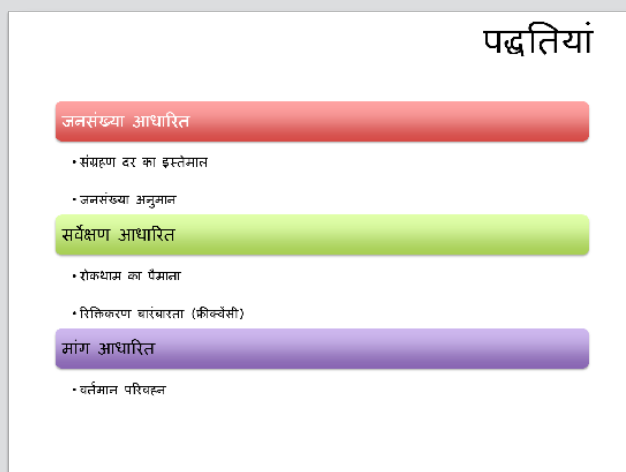 पद्धतियां
जनसंख्या आधारित
• संग्रहण दर का इस्तेमाल
• जनसंख्या अनुमान
सर्वेक्षण आधारित
• रोकथाम का पैमाना
• रिक्तिकरण बारंबारता (फ्रीक्वेंसी)
मांग आधारित
• वर्तमान परिवहन